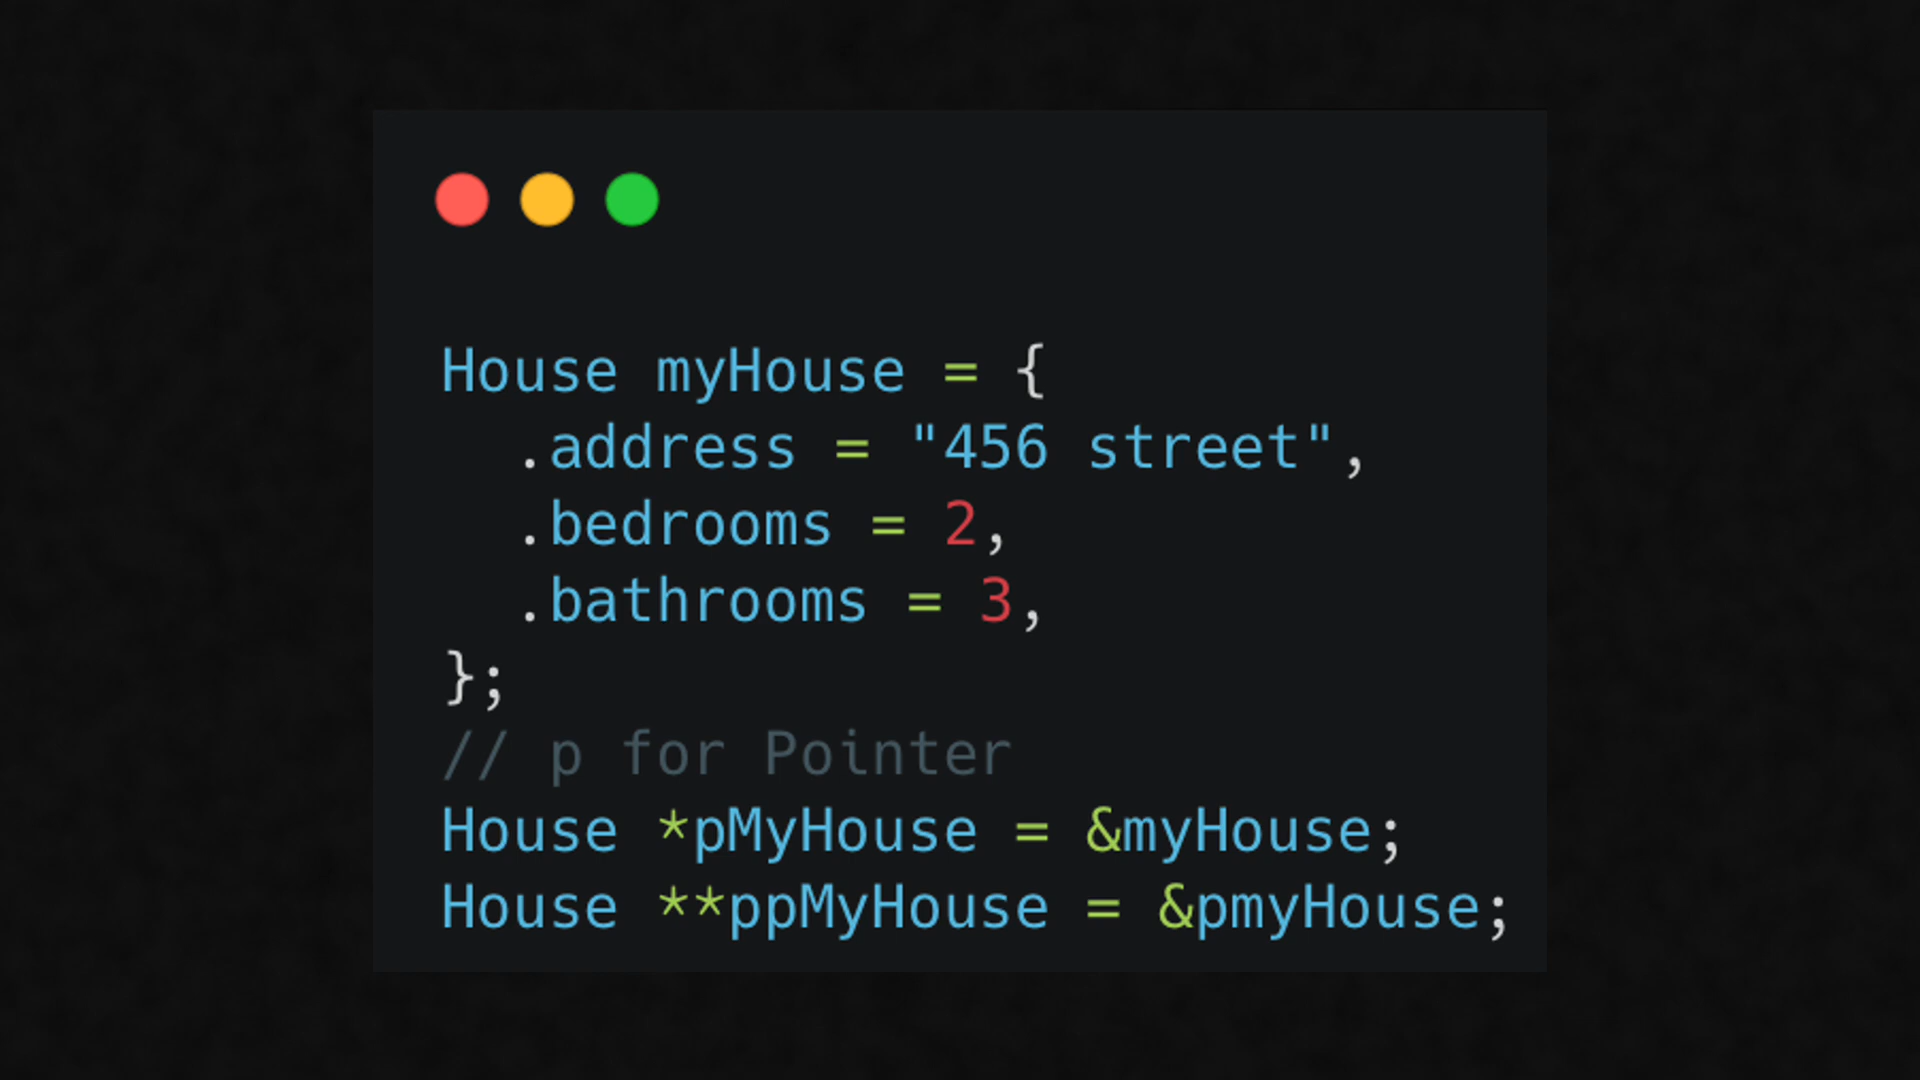 House myHouse = {
  .address = "456 street",
  .bedrooms = 2,
  .bathrooms = 3,
};
// p for Pointer
House *pMyHouse = &myHouse;
House **ppMyHouse = &pmyHouse;